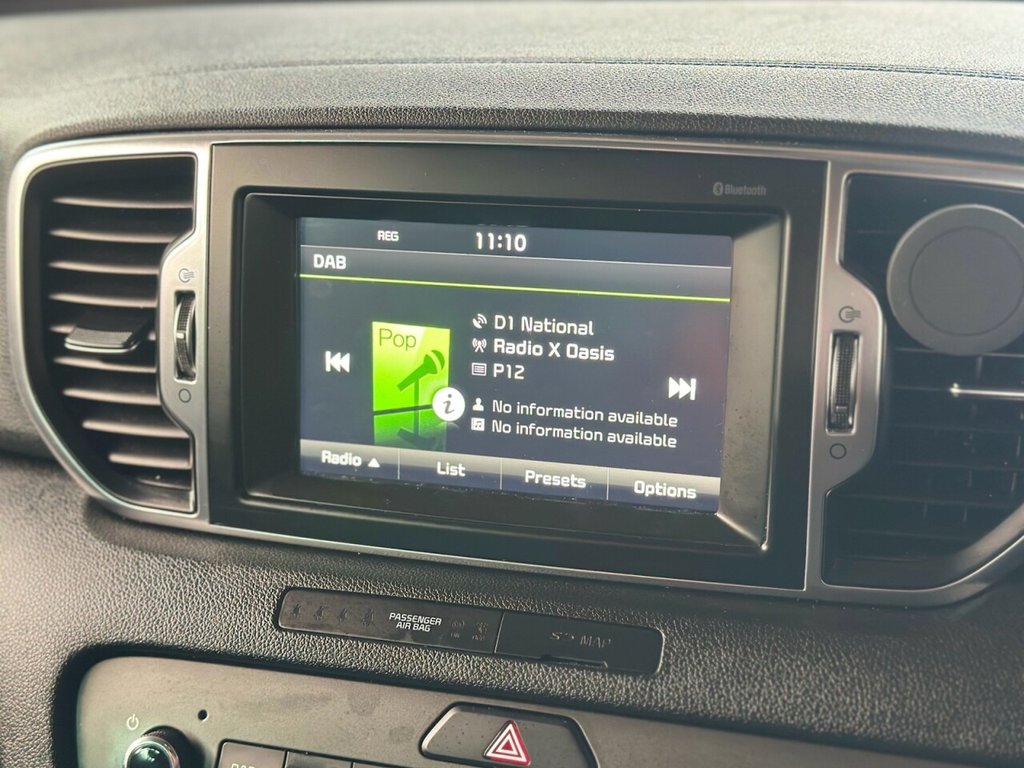 Bluetooth
REG 11:10
DAB
Pop
D1 National
Radio X Oasis
P12
No information available
No information available
Radio List Presets Options
PASSENGER
AIR BAG
SD MAP